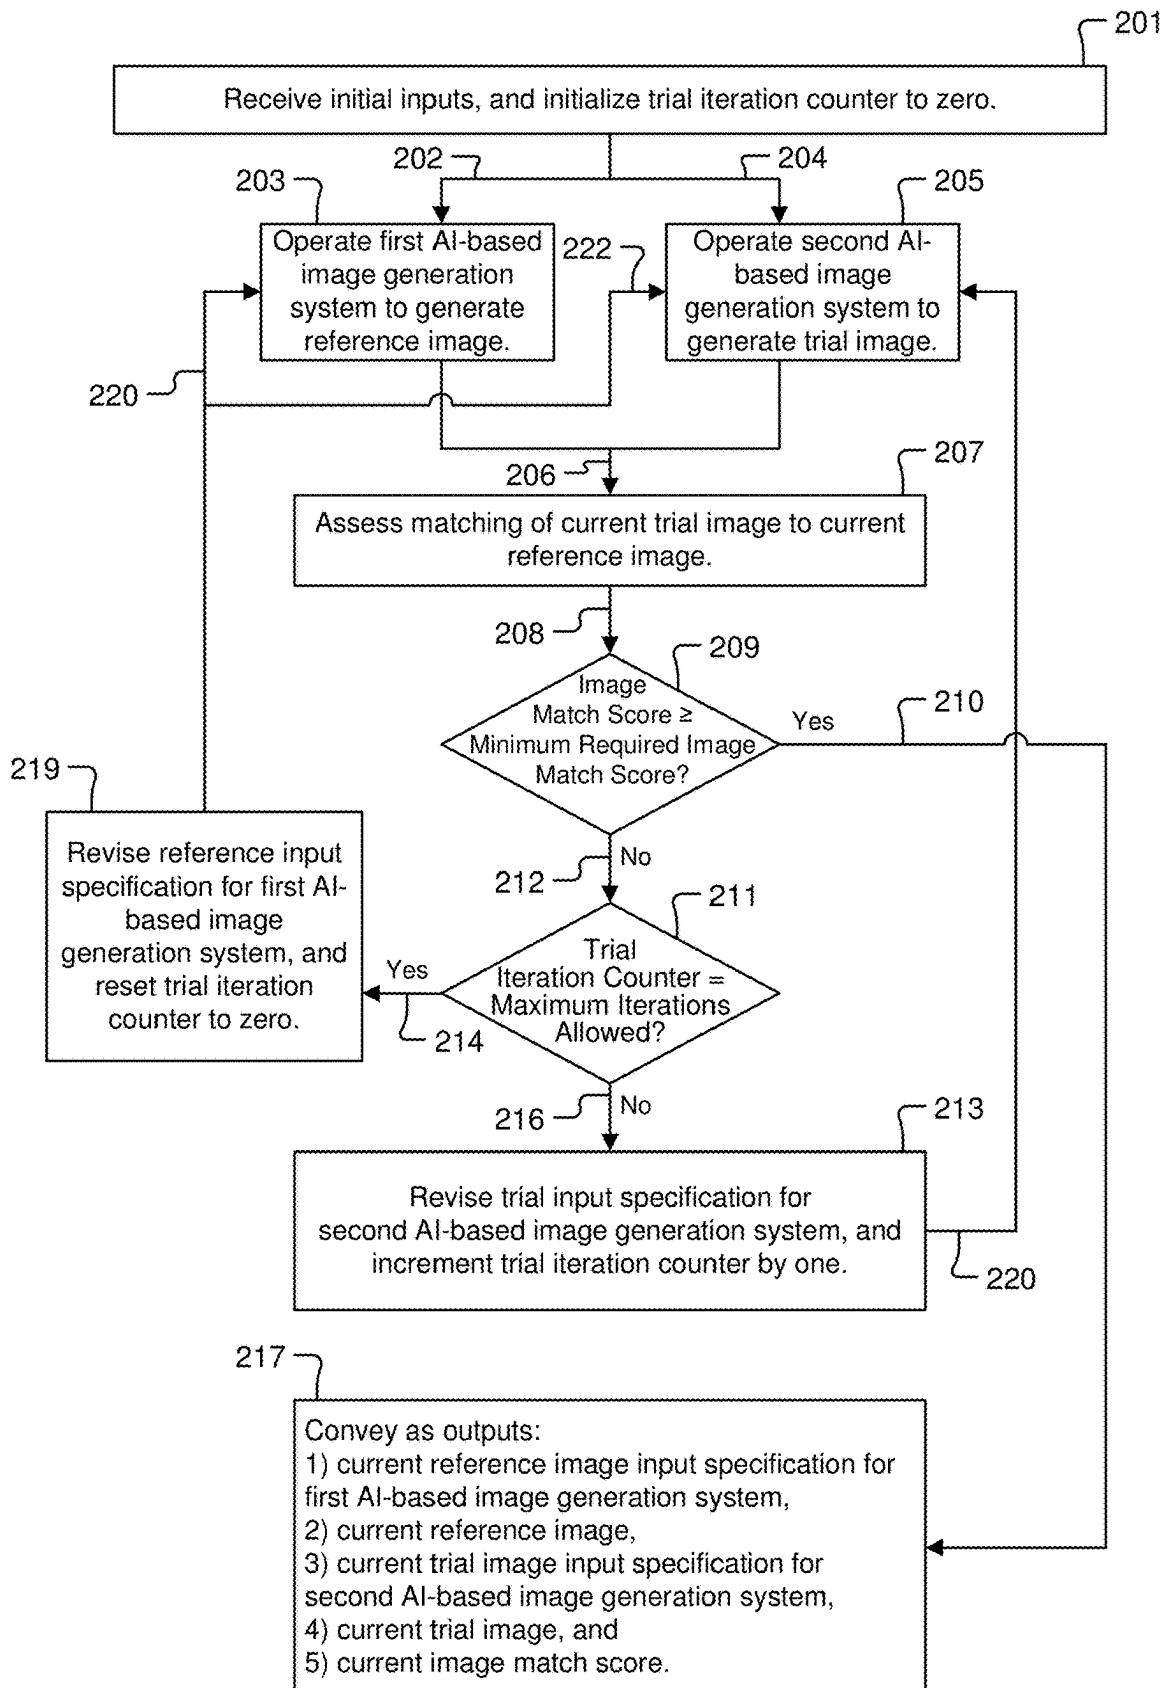 201
Receive initial inputs, and initialize trial iteration counter to zero.
202
204
203
205
Operate first AI-based
image generation
system to generate
reference image.
222
Operate second AI-
based image
generation system to
generate trial image.
220
206
207
Assess matching of current trial image to current
reference image.
208
209
Image
Match Score ≥
Minimum Required Image
Match Score?
Yes
210
219
Revise reference input
specification for first AI-
based image
generation system, and
reset trial iteration
counter to zero.
No
212
211
Trial
Iteration Counter =
Maximum Iterations
Allowed?
Yes
214
216
No
213
Revise trial input specification for
second AI-based image generation system, and
increment trial iteration counter by one.
220
217
Convey as outputs:
1) current reference image input specification for
first AI-based image generation system,
2) current reference image,
3) current trial image input specification for
second AI-based image generation system,
4) current trial image, and
5) current image match score.